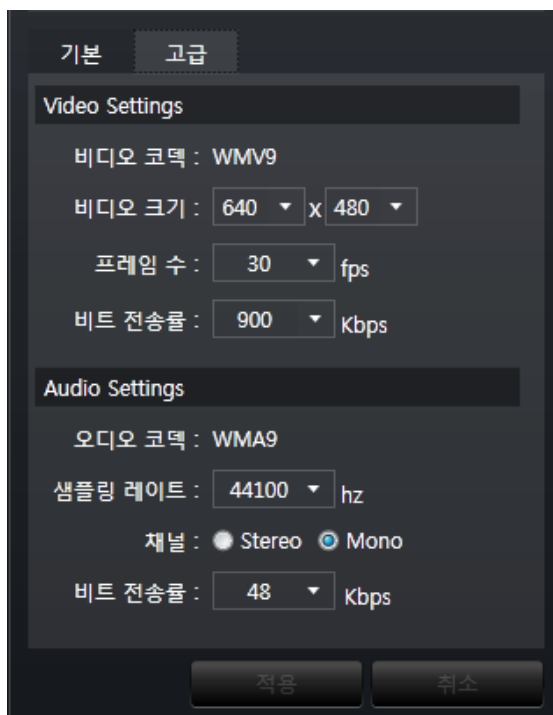 기본 고급
Video Settings
비디오 코덱 : WMV9
비디오 크기 : 640 x 480
프레임 수 : 30 fps
비트 전송률 : 900 Kbps
Audio Settings
오디오 코덱 : WMA9
샘플링 레이트 : 44100 hz
채널 : Stereo Mono
비트 전송률 : 48 Kbps
적용 취소